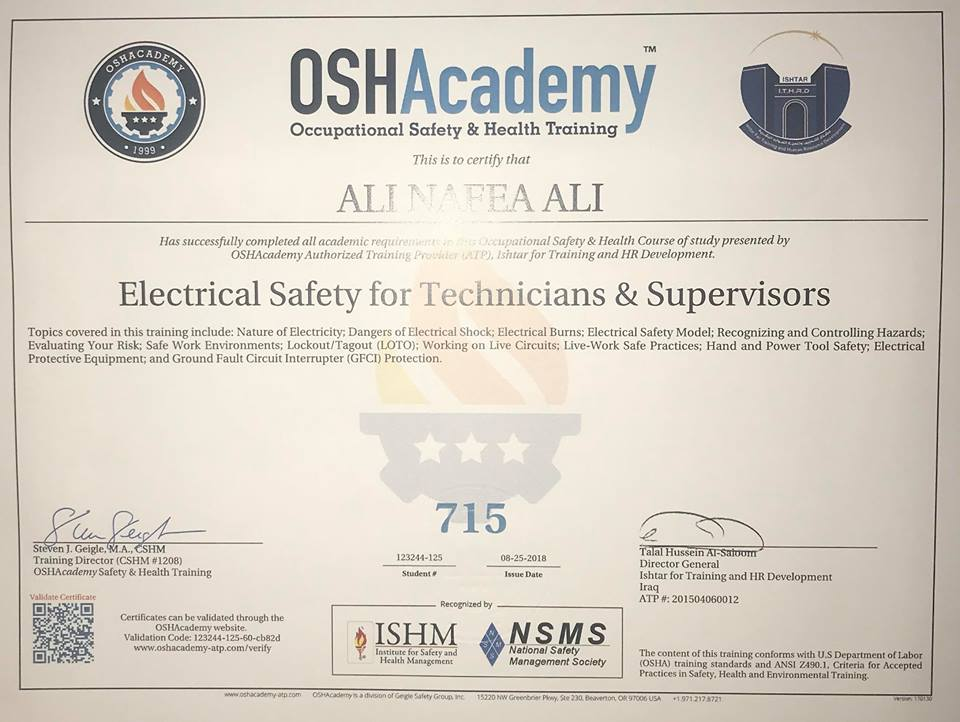 OSHACADEMY
1999
OSHAcademy™
Occupational Safety & Health Training
ISHTAR
I.T.H.R.D
This is to certify that
ALI NAFEA ALI
Has successfully completed all academic requirements in this Occupational Safety & Health Course of study presented by
OSHAcademy Authorized Training Provider (ATP), Ishtar for Training and HR Development.
Electrical Safety for Technicians & Supervisors
Topics covered in this training include: Nature of Electricity; Dangers of Electrical Shock; Electrical Burns; Electrical Safety Model; Recognizing and Controlling Hazards;
Evaluating Your Risk; Safe Work Environments; Lockout/Tagout (LOTO); Working on Live Circuits; Live-Work Safe Practices; Hand and Power Tool Safety; Electrical
Protective Equipment; and Ground Fault Circuit Interrupter (GFCI) Protection.
715
Steven J. Geigle, M.A., CSHM
Training Director (CSHM #1208)
OSHAcademy Safety & Health Training
123244-125
Student #
08-25-2018
Issue Date
Talal Hussein Al-Saloom
Director General
Ishtar for Training and HR Development
Iraq
ATP #: 201504060012
Validate Certificate
Certificates can be validated through the
OSHAcademy website.
Validation Code: 123244-125-60-cb82d
www.oshacademy-atp.com/verify
Recognized by
ISHM
Institute for Safety and
Health Management
NSMS
National Safety
Management Society
The content of this training conforms with U.S Department of Labor
(OSHA) training standards and ANSI Z490.1, Criteria for Accepted
Practices in Safety, Health and Environmental Training.
www.oshacademy-atp.com OSHAcademy is a division of Geigle Safety Group, Inc. 15220 NW Greenbrier Pkwy, Ste 230, Beaverton, OR 97006 USA +1.971.217.8721